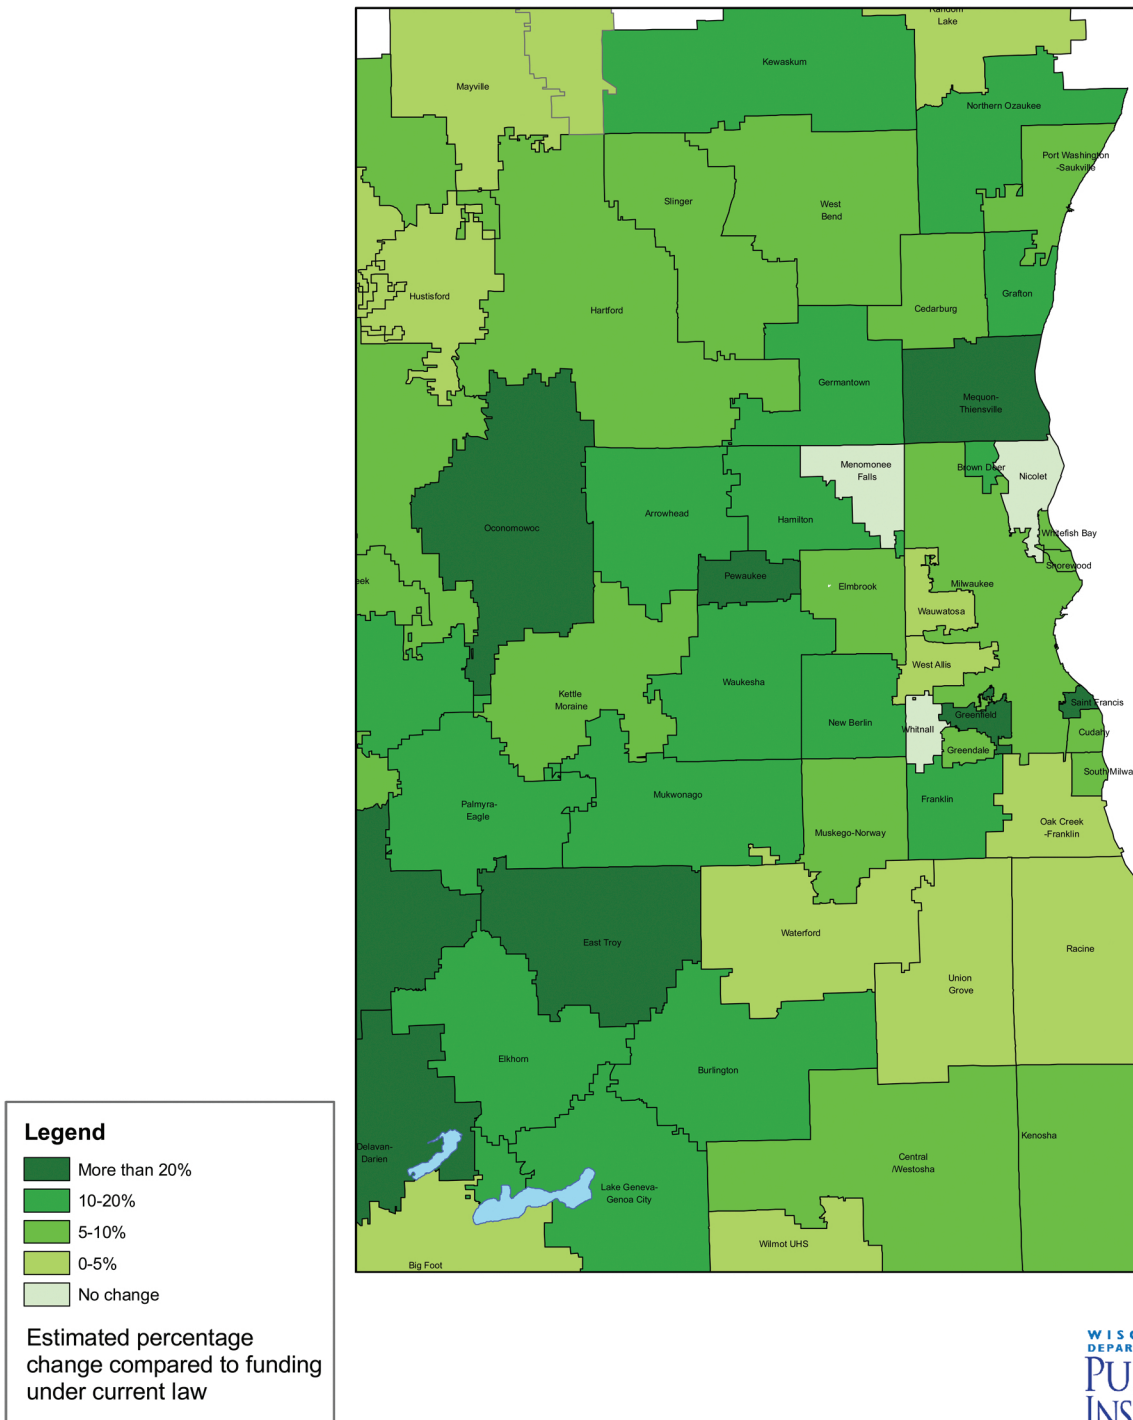 Random
Lake
Kewaskum
Mayville
Northern Ozaukee
Port Washington
-Saukville
Slinger
West
Bend
Hustisford
Grafton
Hartford
Cedarburg
Germantown
Mequon-
Thiensville
Menomonee
Falls
Brown Deer
Nicolet
Arrowhead
Hamilton
Oconomowoc
Whitefish Bay
Shorewood
Pewaukee
eek
Elmbrook
Milwaukee
Wauwatosa
West Allis
Waukesha
Kettle
Moraine
Saint Francis
Greenfield
New Berlin
Whitnall
Cudahy
Greendale
South Milwa
Mukwonago
Franklin
Palmyra-
Eagle
Oak Creek
-Franklin
Muskego-Norway
Waterford
East Troy
Racine
Union
Grove
Elkhorn
Burlington
Kenosha
Delavan-
Darien
Central
/Westosha
Lake Geneva-
Genoa City
Wilmot UHS
Big Foot
Legend
More than 20%
10-20%
5-10%
0-5%
No change
Estimated percentage
change compared to funding
under current law
WISC
DEPAR
PU
INS